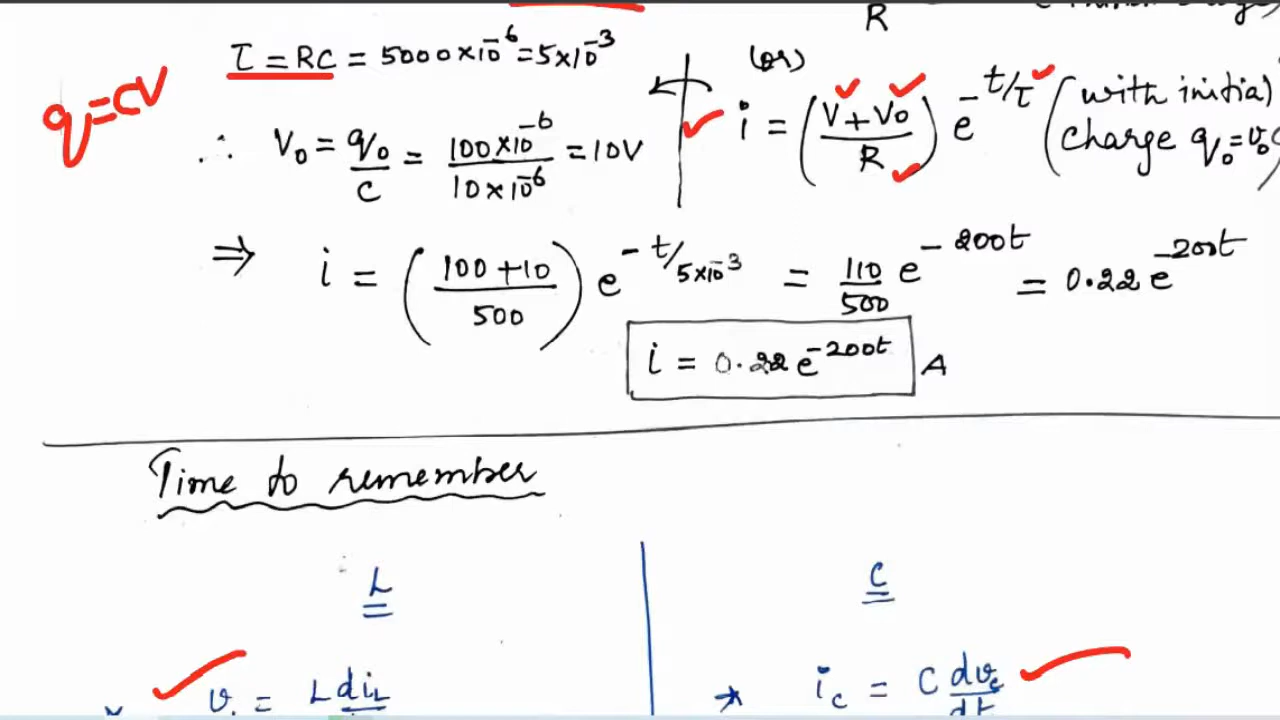 R
τ = RC = 5000×10⁻⁶ = 5×10⁻³
(or)
q=CV
i = ((V+V₀)/R) e^(-t/τ) (with initial charge q₀=v₀C
∴ V₀ = q₀/C = (100×10⁻⁶)/(10×10⁻⁶) = 10V
⇒ i = ((100+10)/500) e^(-t/5×10⁻³) = 110/500 e^(-200t) = 0.22 e^(-200t)
i = 0.22 e^(-200t) A
Time to remember
L
C
v = L di_L
i_c = C dv_c/dt